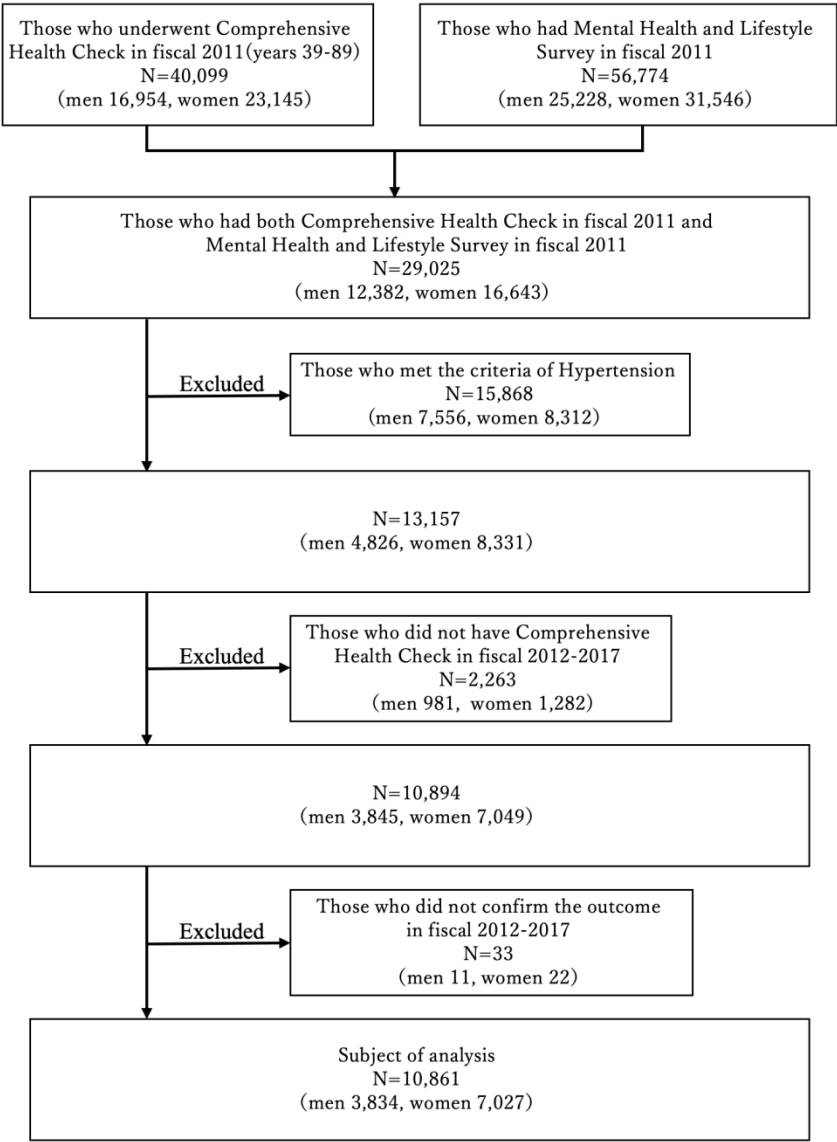 Those who underwent Comprehensive
Health Check in fiscal 2011(years 39-89)
N=40,099
(men 16,954, women 23,145)
Those who had Mental Health and Lifestyle
Survey in fiscal 2011
N=56,774
(men 25,228, women 31,546)
Those who had both Comprehensive Health Check in fiscal 2011 and
Mental Health and Lifestyle Survey in fiscal 2011
N=29,025
(men 12,382, women 16,643)
Excluded
Those who met the criteria of Hypertension
N=15,868
(men 7,556, women 8,312)
N=13,157
(men 4,826, women 8,331)
Excluded
Those who did not have Comprehensive
Health Check in fiscal 2012-2017
N=2,263
(men 981, women 1,282)
N=10,894
(men 3,845, women 7,049)
Excluded
Those who did not confirm the outcome
in fiscal 2012-2017
N=33
(men 11, women 22)
Subject of analysis
N=10,861
(men 3,834, women 7,027)